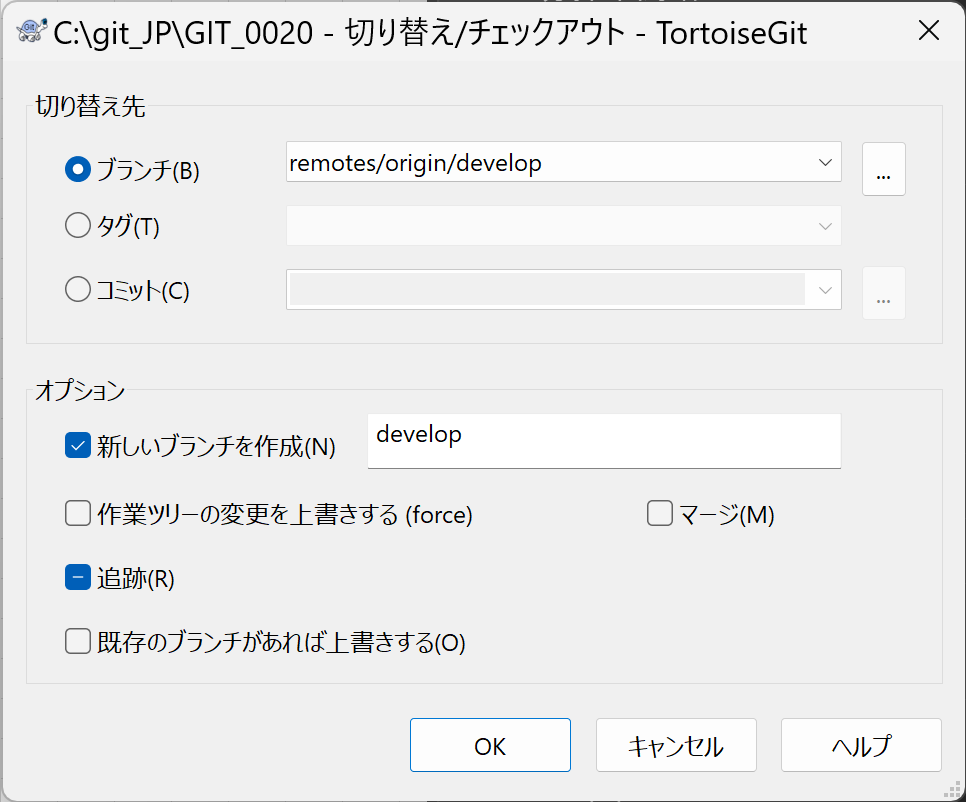 C:\git_JP\GIT_0020 - 切り替え/チェックアウト - TortoiseGit
切り替え先
ブランチ(B)
remotes/origin/develop
...
タグ(T)
コミット(C)
...
オプション
新しいブランチを作成(N)
develop
作業ツリーの変更を上書きする (force)
マージ(M)
追跡(R)
既存のブランチがあれば上書きする(O)
OK
キャンセル
ヘルプ